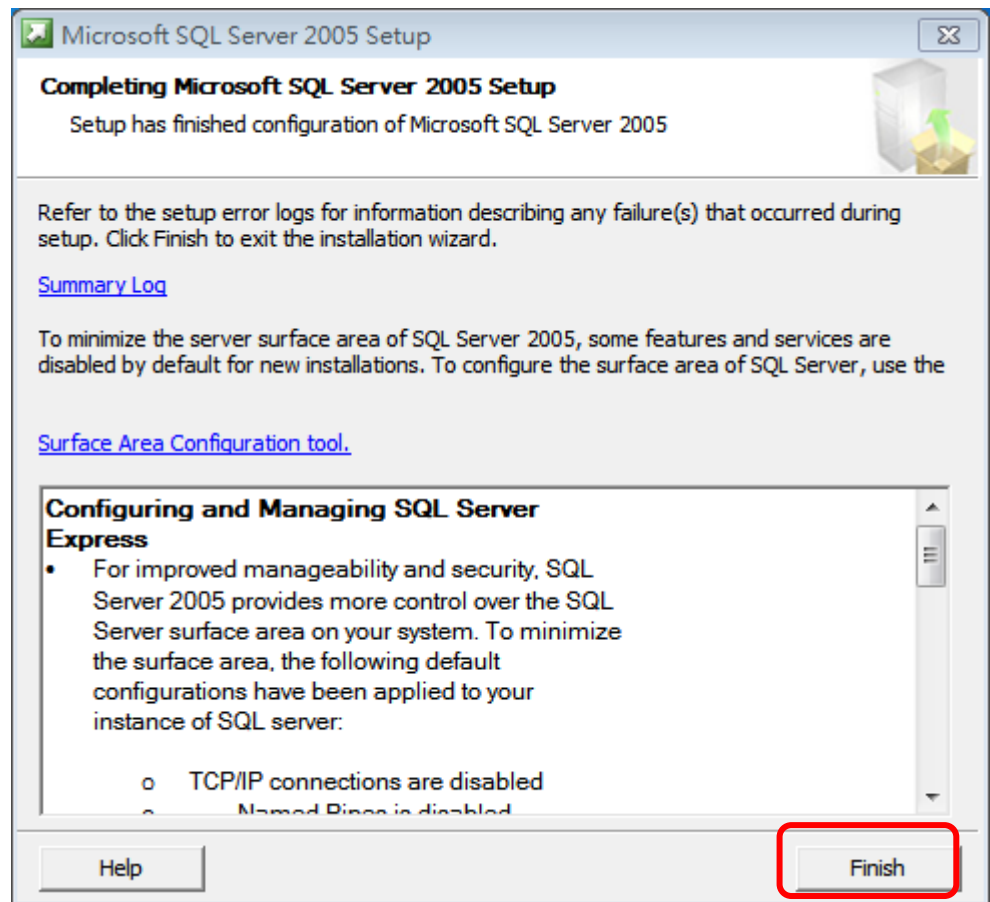 Microsoft SQL Server 2005 Setup
Completing Microsoft SQL Server 2005 Setup
Setup has finished configuration of Microsoft SQL Server 2005
Refer to the setup error logs for information describing any failure(s) that occurred during
setup. Click Finish to exit the installation wizard.
Summary Log
To minimize the server surface area of SQL Server 2005, some features and services are
disabled by default for new installations. To configure the surface area of SQL Server, use the
Surface Area Configuration tool.
Configuring and Managing SQL Server
Express
• For improved manageability and security, SQL
Server 2005 provides more control over the SQL
Server surface area on your system. To minimize
the surface area, the following default
configurations have been applied to your
instance of SQL server:
o TCP/IP connections are disabled
o Named Pipes is disabled
Help
Finish